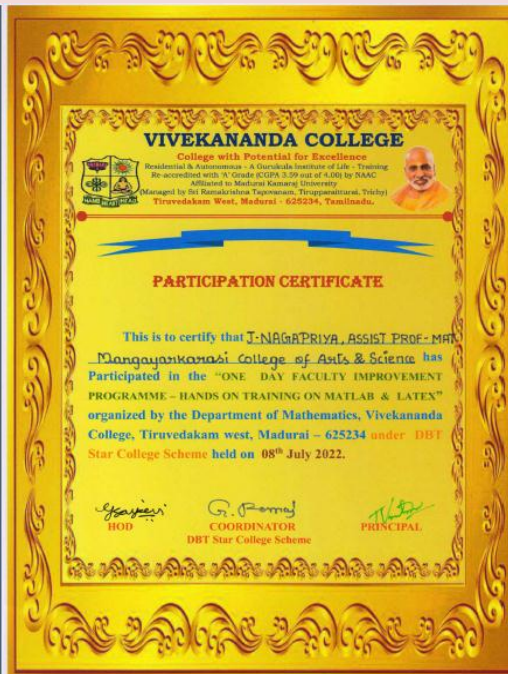 VIVEKANANDA COLLEGE
College with Potential for Excellence
Residential & Autonomous - A Gurukula Institute of Life - Training
Re-accredited with 'A' Grade (CGPA 3.59 out of 4.00) by NAAC
Affiliated to Madurai Kamaraj University
(Managed by Sri Ramakrishna Tapovanam, Tirupparaitturai, Trichy)
Tiruvedakam West, Madurai - 625234, Tamilnadu.
HAND HEART HEAD
PARTICIPATION CERTIFICATE
This is to certify that J-NAGAPRIYA, ASSIST PROF-MAT
Mangayarkarasi College of Arts & Science has
Participated in the "ONE DAY FACULTY IMPROVEMENT
PROGRAMME – HANDS ON TRAINING ON MATLAB & LATEX"
organized by the Department of Mathematics, Vivekananda
College, Tiruvedakam west, Madurai – 625234 under DBT
Star College Scheme held on 08th July 2022.
HOD
COORDINATOR
DBT Star College Scheme
PRINCIPAL